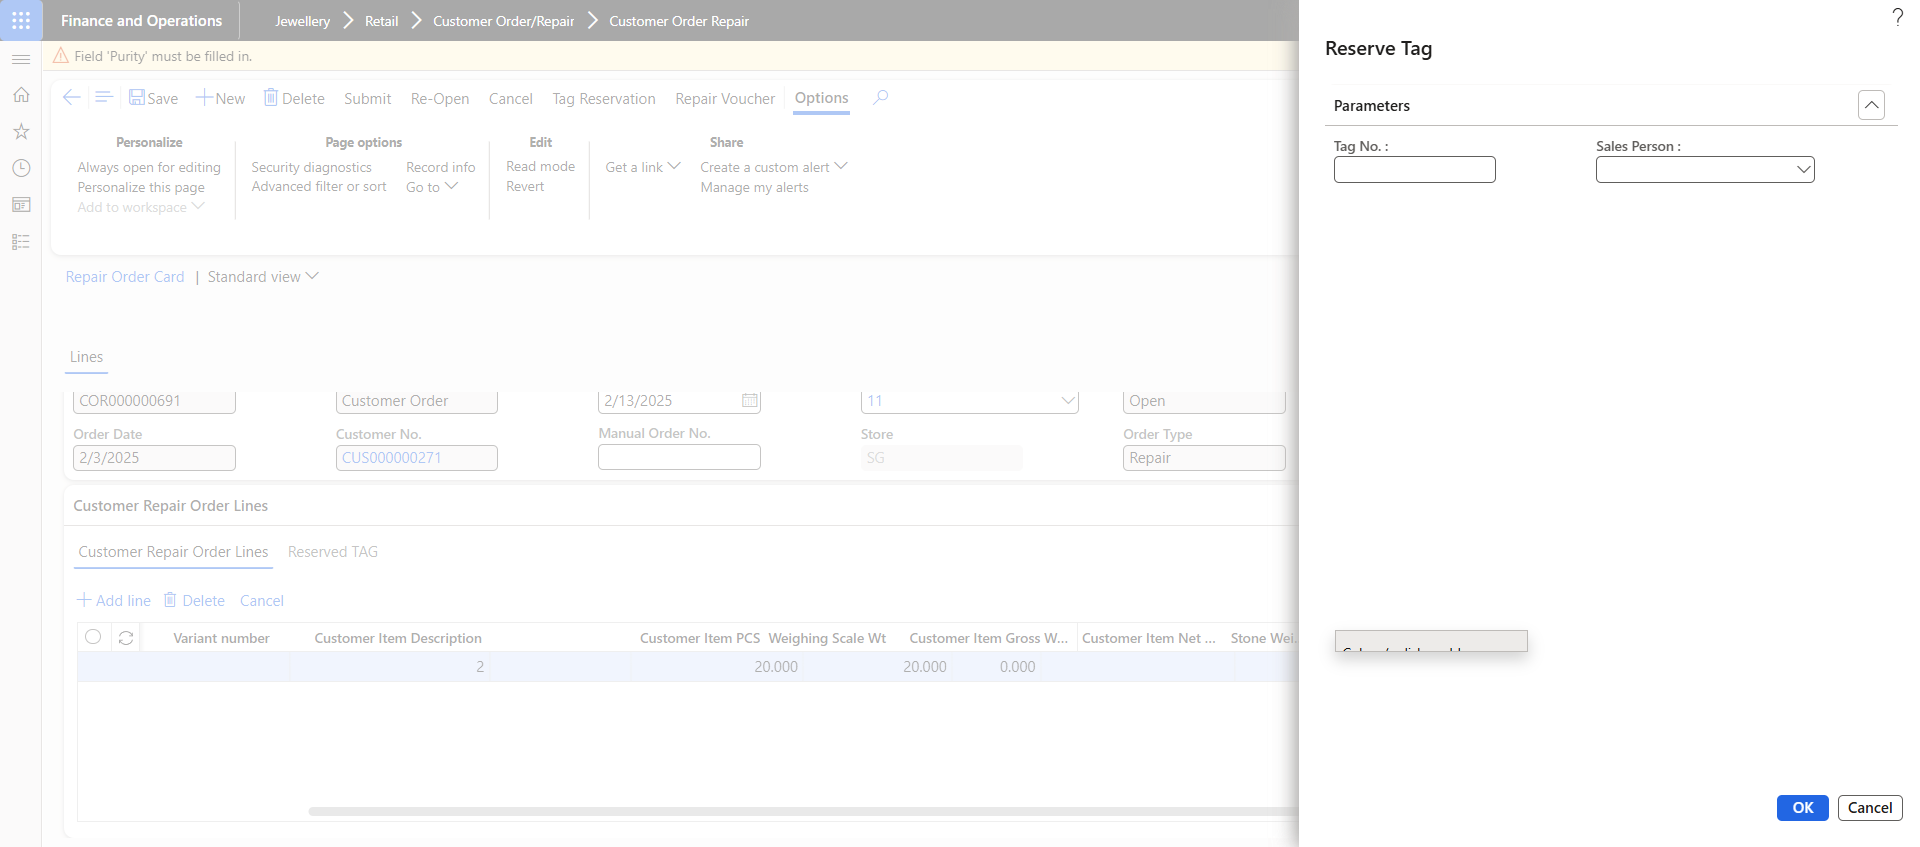 Finance and Operations
Jewellery Retail Customer Order/Repair Customer Order Repair
?
Field 'Purity' must be filled in.
Reserve Tag
Save New Delete Submit Re-Open Cancel Tag Reservation Repair Voucher Options
Parameters
Personalize
Always open for editing
Personalize this page
Add to workspace
Page options
Security diagnostics
Advanced filter or sort
Record info
Go to
Edit
Read mode
Revert
Share
Get a link
Create a custom alert
Manage my alerts
Tag No. :
Sales Person :
Repair Order Card | Standard view
Lines
COR000000691 Customer Order 2/13/2025 11 Open
Order Date Customer No. Manual Order No. Store Order Type
2/3/2025 CUS000000271 SG Repair
Customer Repair Order Lines
Customer Repair Order Lines Reserved TAG
Add line Delete Cancel
Variant number Customer Item Description Customer Item PCS Weighing Scale Wt Customer Item Gross W... Customer Item Net ... Stone Wei...
2 20.000 20.000 0.000
OK Cancel